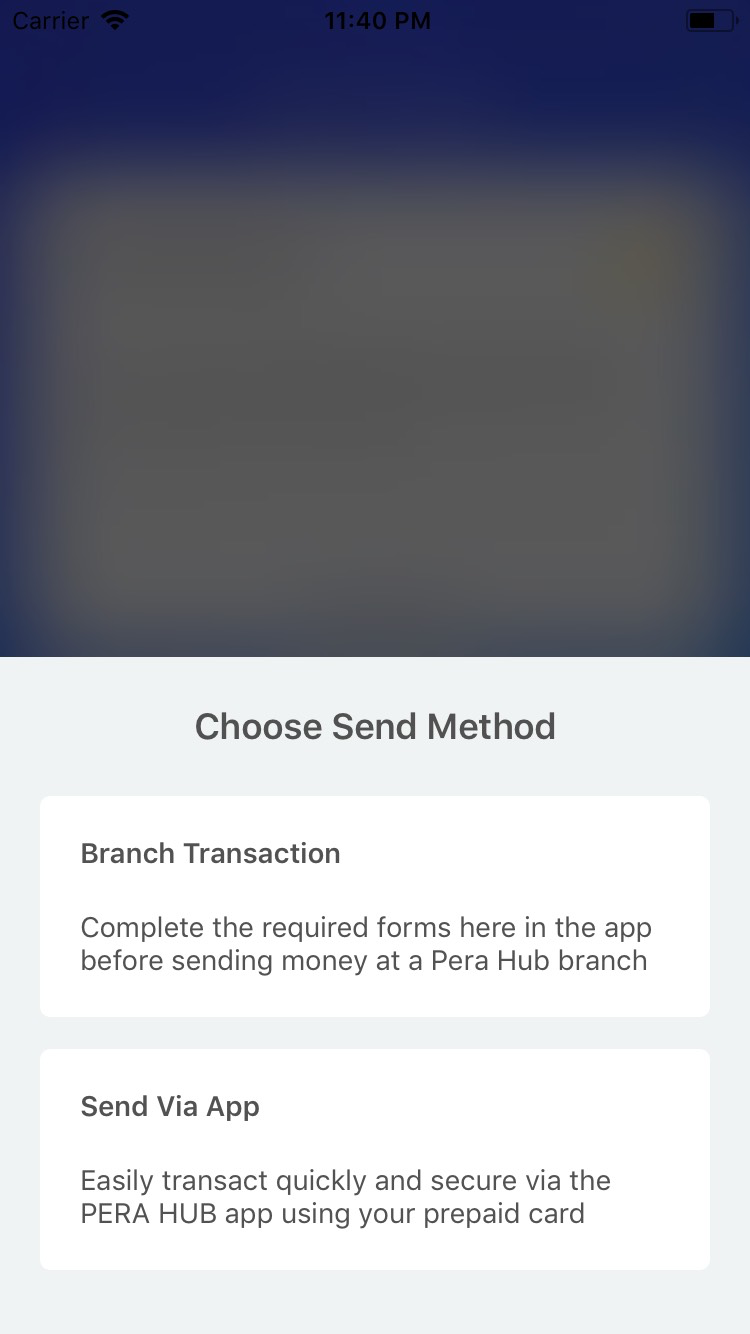 Carrier 11:40 PM
Choose Send Method
Branch Transaction
Complete the required forms here in the app
before sending money at a Pera Hub branch
Send Via App
Easily transact quickly and secure via the
PERA HUB app using your prepaid card